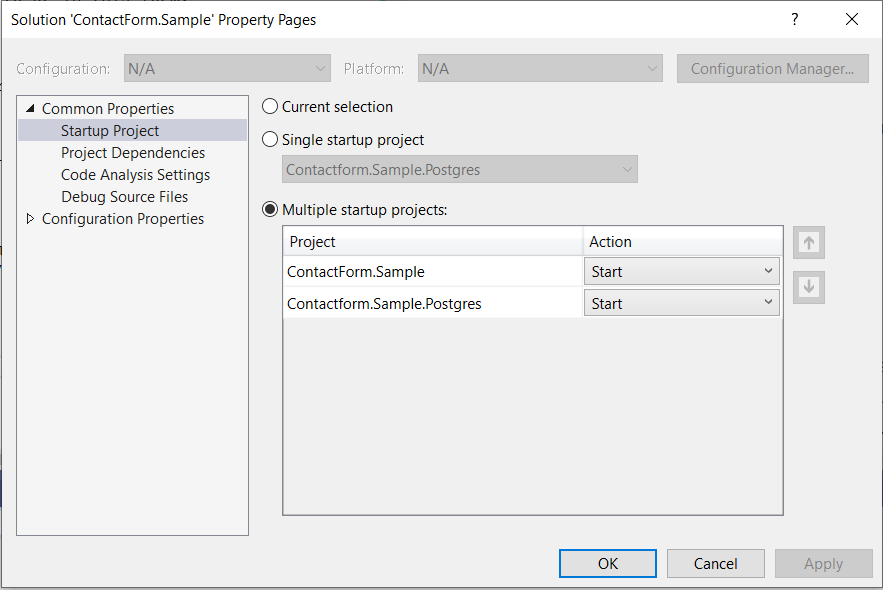 Solution 'ContactForm.Sample' Property Pages
?
Configuration: N/A Platform: N/A Configuration Manager...
Common Properties
Startup Project
Project Dependencies
Code Analysis Settings
Debug Source Files
Configuration Properties
Current selection
Single startup project
Contactform.Sample.Postgres
Multiple startup projects:
Project Action
ContactForm.Sample Start
Contactform.Sample.Postgres Start
OK Cancel Apply